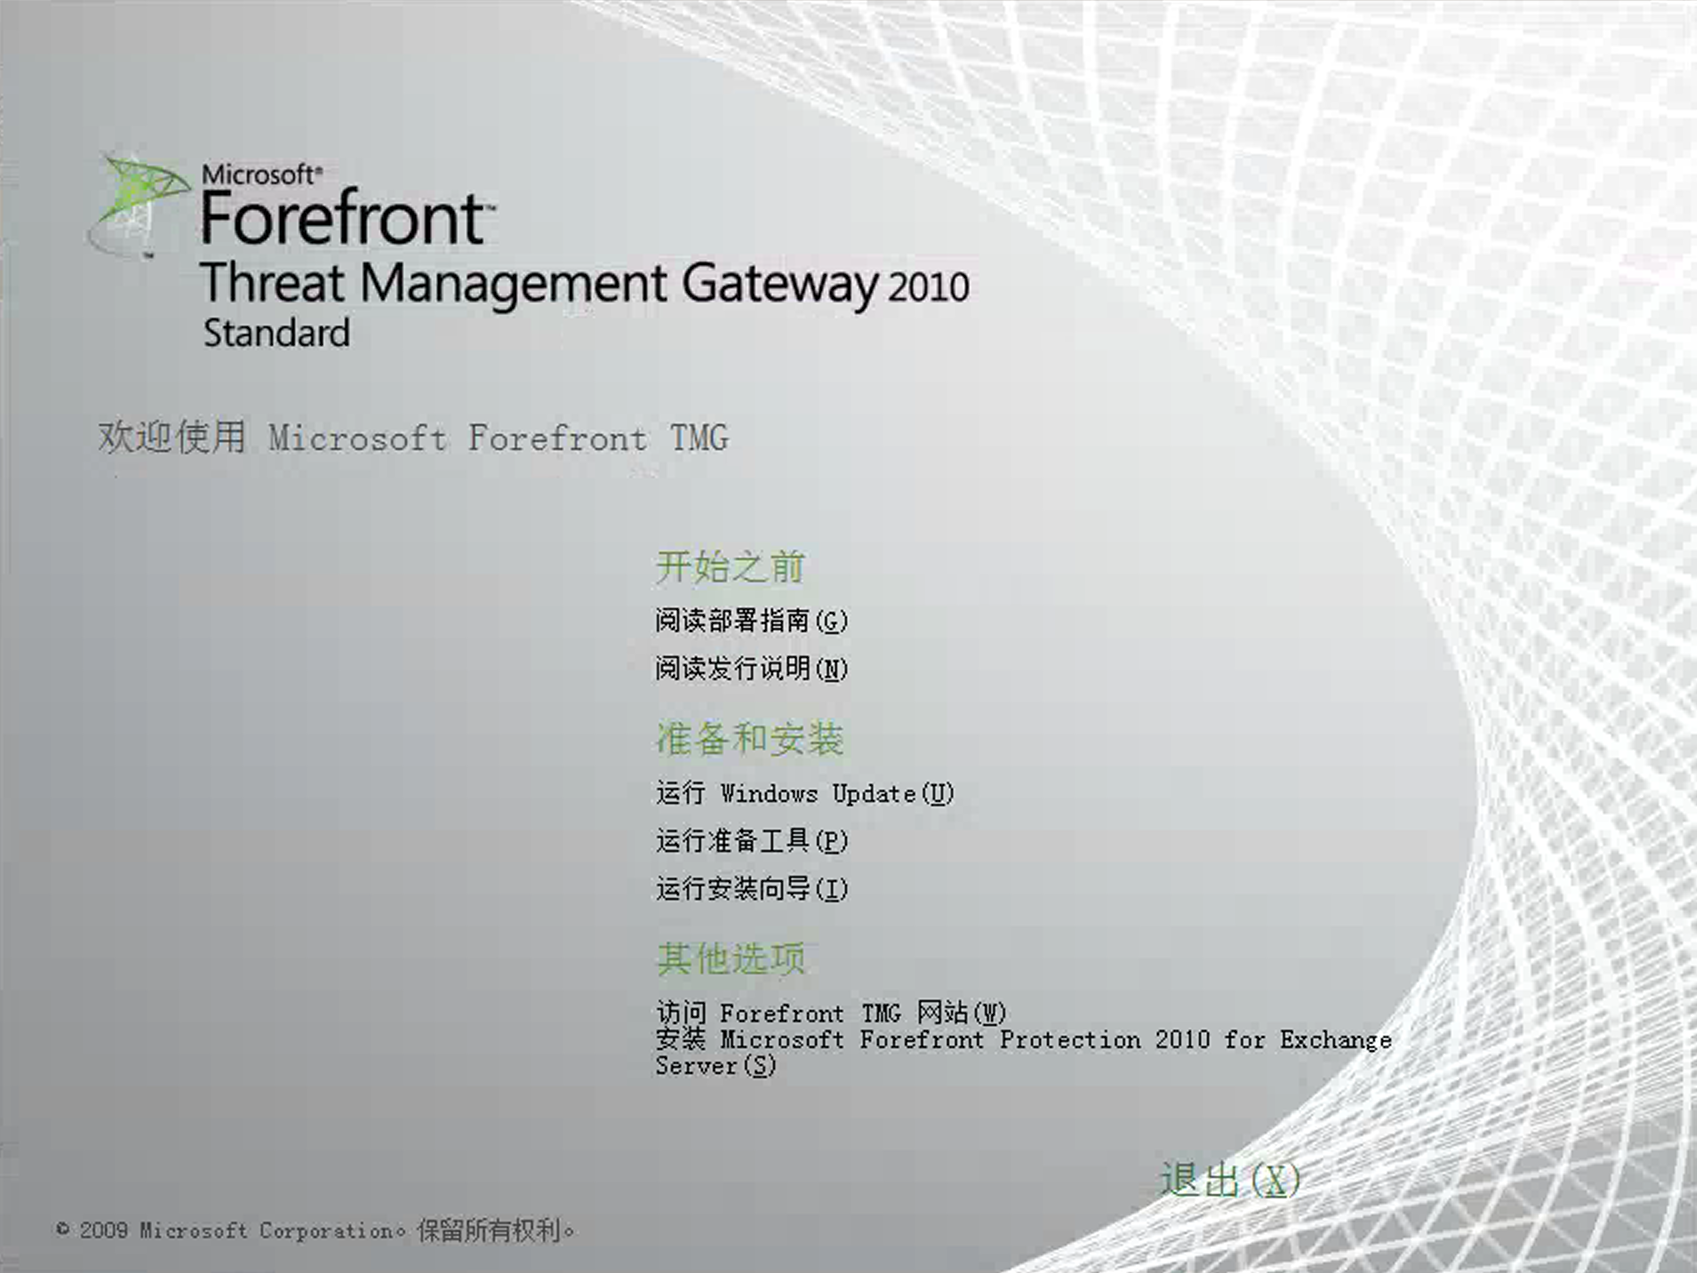 Microsoft®
Forefront™
Threat Management Gateway 2010
Standard
欢迎使用 Microsoft Forefront TMG
开始之前
阅读部署指南(G)
阅读发行说明(N)
准备和安装
运行 Windows Update(U)
运行准备工具(P)
运行安装向导(I)
其他选项
访问 Forefront TMG 网站(W)
安装 Microsoft Forefront Protection 2010 for Exchange
Server(S)
退出(X)
© 2009 Microsoft Corporation。保留所有权利。